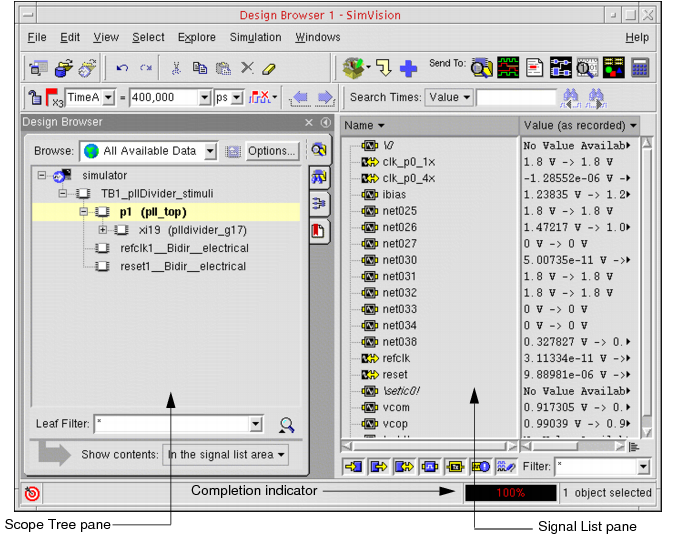 Design Browser 1 - SimVision
File Edit View Select Explore Simulation Windows Help
Send To:
X3 TimeA = 400,000 ps Search Times: Value
Design Browser
Browse: All Available Data Options...
simulator
TB1_pllDivider_stimuli
p1 (pll_top)
xi19 (plldivider_g17)
refclk1__Bidir__electrical
reset1__Bidir__electrical
Leaf Filter: *
Show contents: In the signal list area
Name Value (as recorded)
\/0 No Value Availab
clk_p0_1x 1.8 V -> 1.8 V
clk_p0_4x -1.28552e-06 V -
ibias 1.23835 V -> 1.2
net025 1.8 V -> 1.8 V
net026 1.47217 V -> 1.0
net027 0 V -> 0 V
net030 5.00735e-11 V ->
net031 1.8 V -> 1.8 V
net032 1.8 V -> 1.8 V
net033 0 V -> 0 V
net034 0 V -> 0 V
net038 0.327827 V -> 0.
refclk 3.11334e-11 V ->
reset 9.88981e-06 V ->
\setic0/ No Value Availab
vcom 0.917305 V -> 0.
vcop 0.99039 V -> 0.9
Filter: *
Completion indicator
100% 1 object selected
Scope Tree pane
Signal List pane